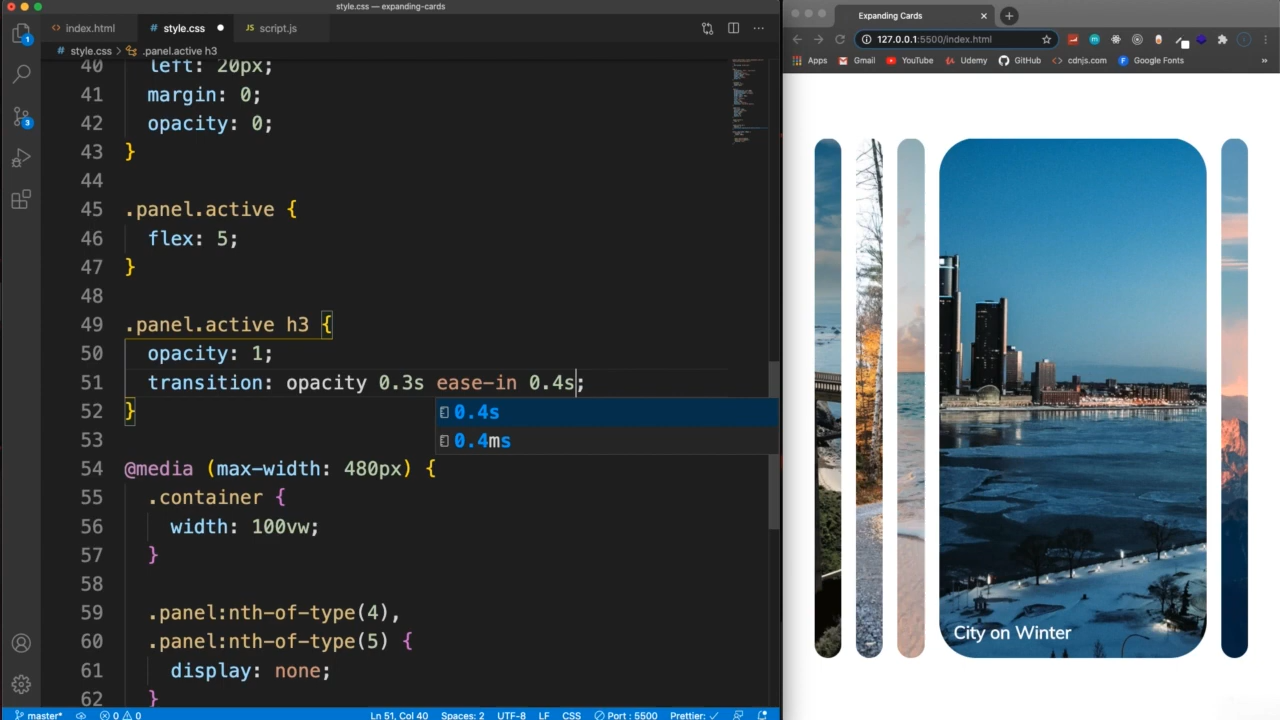 style.css — expanding-cards
index.html
style.css
JS script.js
# style.css > .panel.active h3
40 left: 20px;
41 margin: 0;
42 opacity: 0;
43 }
44
45 .panel.active {
46 flex: 5;
47 }
48
49 .panel.active h3 {
50 opacity: 1;
51 transition: opacity 0.3s ease-in 0.4s;
0.4s
0.4ms
52 }
53
54 @media (max-width: 480px) {
55 .container {
56 width: 100vw;
57 }
58
59 .panel:nth-of-type(4),
60 .panel:nth-of-type(5) {
61 display: none;
62 }
1
3
master* 0 0 Ln 51, Col 40 Spaces: 2 UTF-8 LF CSS Port : 5500 Prettier: ✓
Expanding Cards
127.0.0.1:5500/index.html
Apps Gmail YouTube Udemy GitHub cdnjs.com Google Fonts »
City on Winter